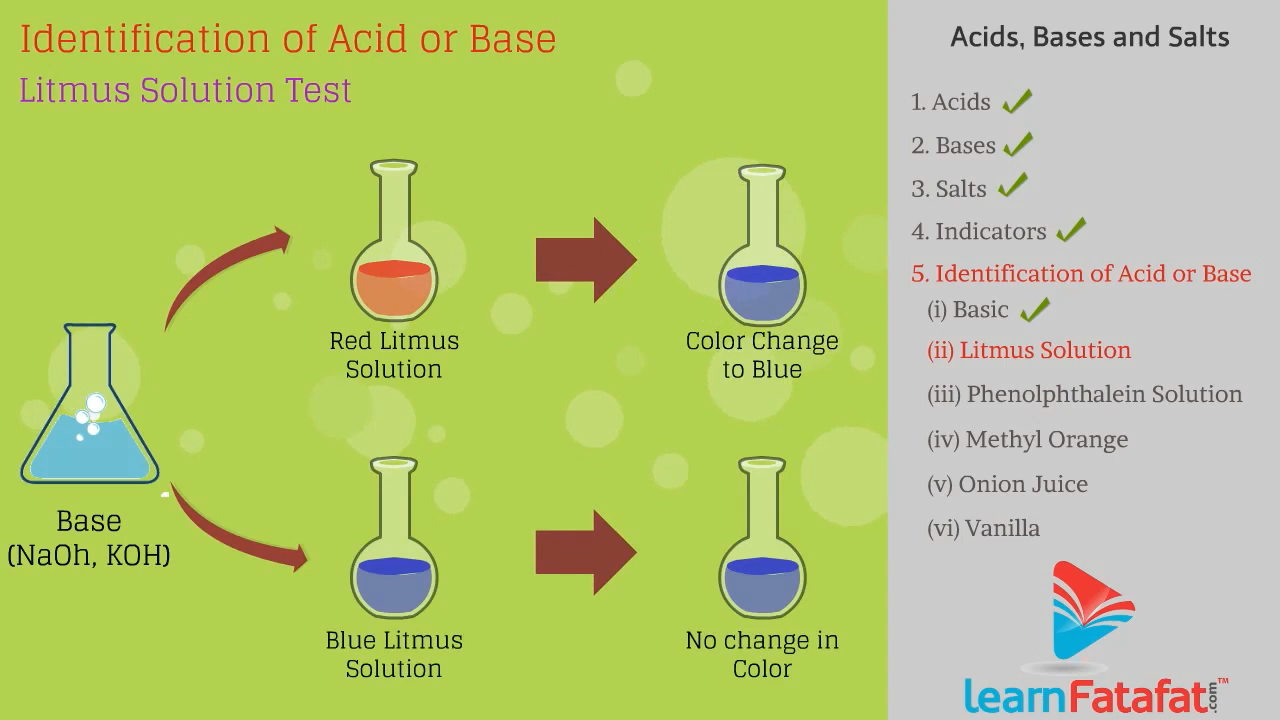 Identification of Acid or Base
Litmus Solution Test
Red Litmus
Solution
Color Change
to Blue
Base
(NaOh, KOH)
Blue Litmus
Solution
No change in
Color
Acids, Bases and Salts
1. Acids
2. Bases
3. Salts
4. Indicators
5. Identification of Acid or Base
(i) Basic
(ii) Litmus Solution
(iii) Phenolphthalein Solution
(iv) Methyl Orange
(v) Onion Juice
(vi) Vanilla
learnFatafat.com™